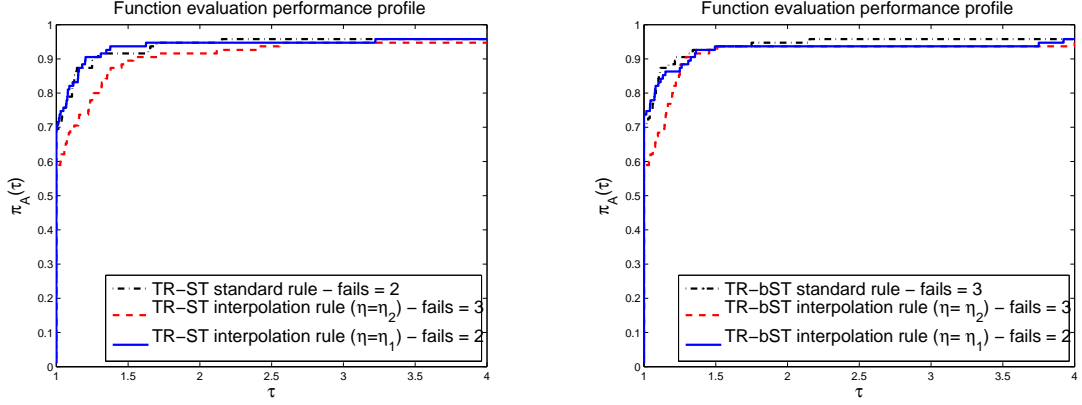 Function evaluation performance profile
1
0.9
0.8
0.7
0.6
0.5
0.4
0.3
0.2
0.1
0
π_A(τ)
TR−ST standard rule − fails = 2
TR−ST interpolation rule (η=η_2) − fails = 3
TR−ST interpolation rule (η=η_1) − fails = 2
1 1.5 2 2.5 3 3.5 4
τ
Function evaluation performance profile
1
0.9
0.8
0.7
0.6
0.5
0.4
0.3
0.2
0.1
0
π_A(τ)
TR−bST standard rule − fails = 3
TR−bST interpolation rule (η= η_2) − fails = 3
TR−bST interpolation rule (η= η_1) − fails = 2
1 1.5 2 2.5 3 3.5 4
τ